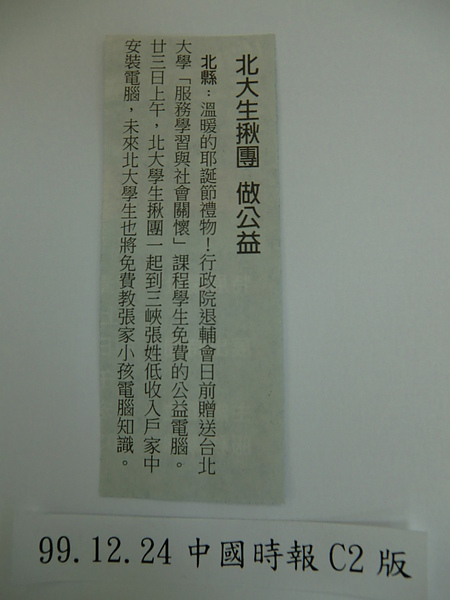 北大生揪團 做公益
北縣：溫暖的耶誕節禮物！行政院退輔會日前贈送台北
大學「服務學習與社會關懷」課程學生免費的公益電腦。
廿三日上午，北大學生揪團一起到三峽張姓低收入戶家中
安裝電腦，未來北大學生也將免費教張家小孩電腦知識。
99.12.24 中國時報 C2 版